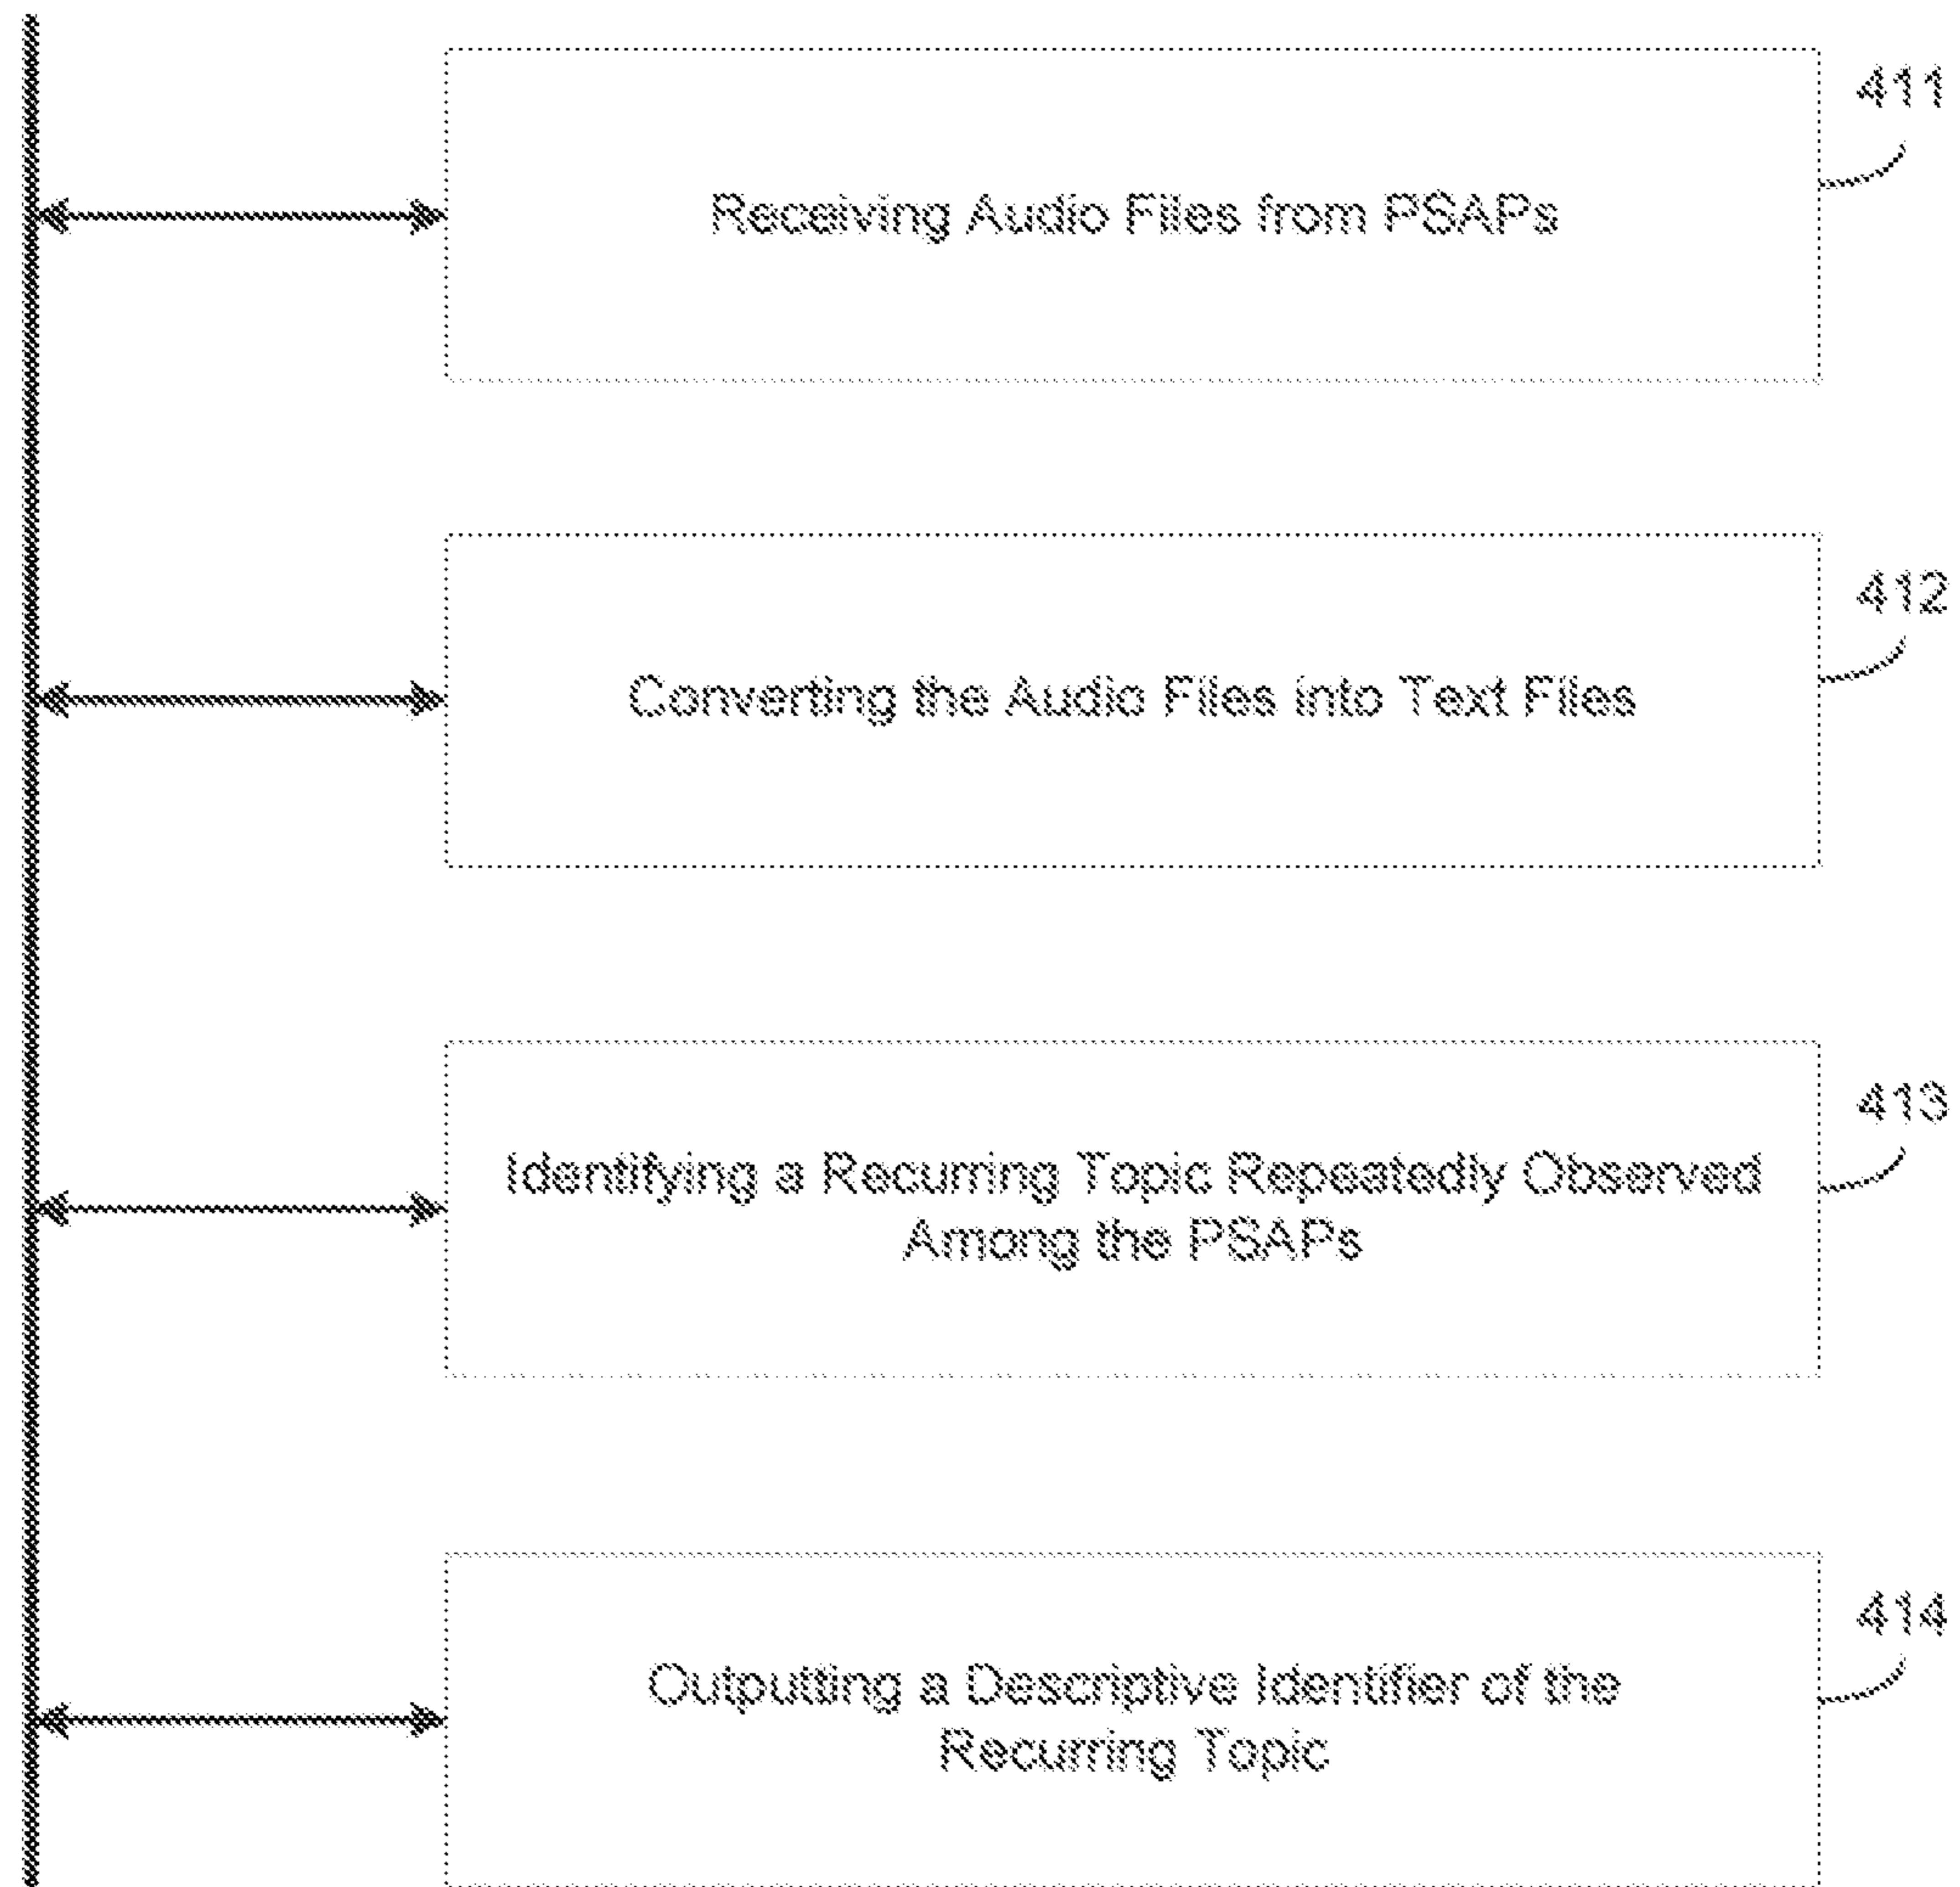 411
Receiving Audio Files from PSAPs
412
Converting the Audio Files into Text Files
413
Identifying a Recurring Topic Repeatedly Observed
Among the PSAPs
414
Outputting a Descriptive Identifier of the
Recurring Topic